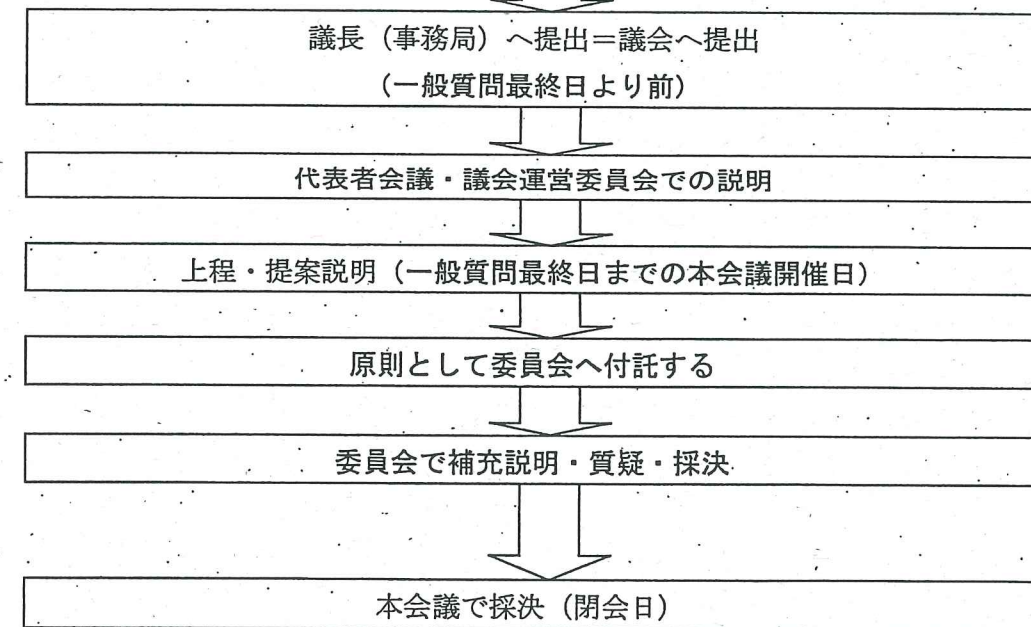 議長（事務局）へ提出＝議会へ提出
（一般質問最終日より前）
代表者会議・議会運営委員会での説明
上程・提案説明（一般質問最終日までの本会議開催日）
原則として委員会へ付託する
委員会で補充説明・質疑・採決
本会議で採決（閉会日）